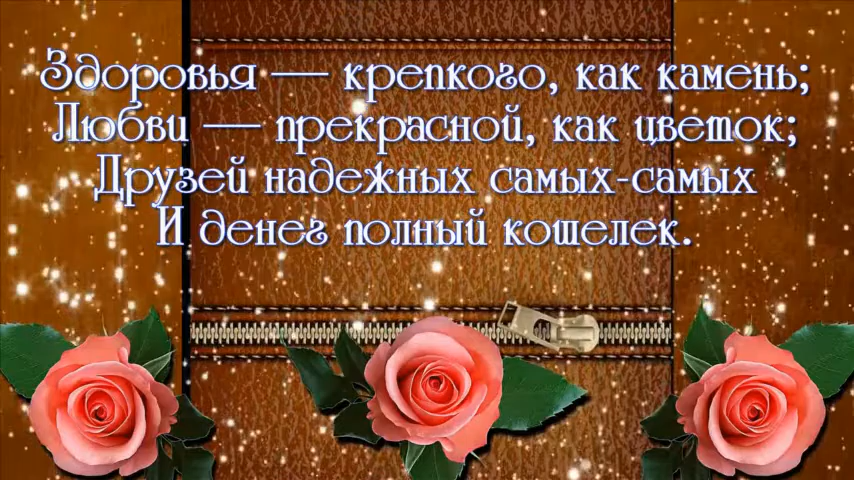 Здоровья — крепкого, как камень;
Любви — прекрасной, как цветок;
Друзей надежных самых-самых
И денег полный кошелек.